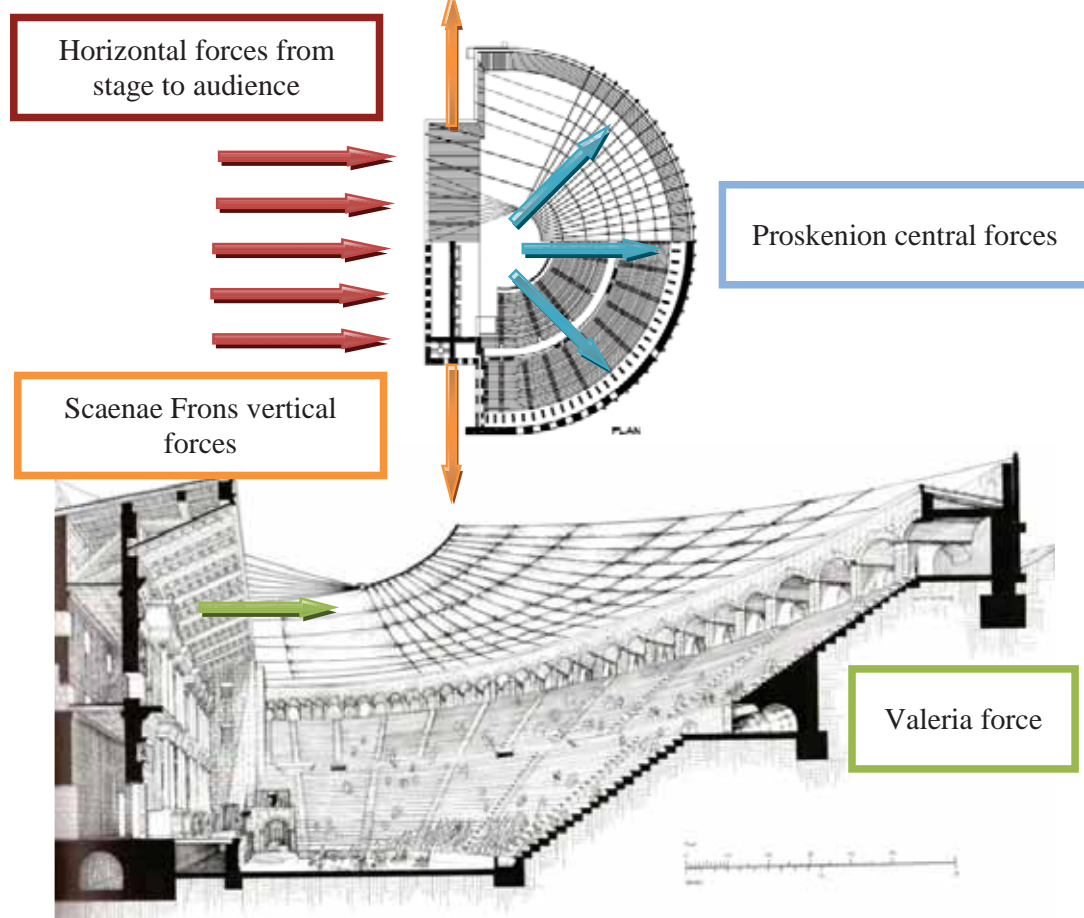 Horizontal forces from
stage to audience
Proskenion central forces
Scaenae Frons vertical
forces
PLAN
Valeria force